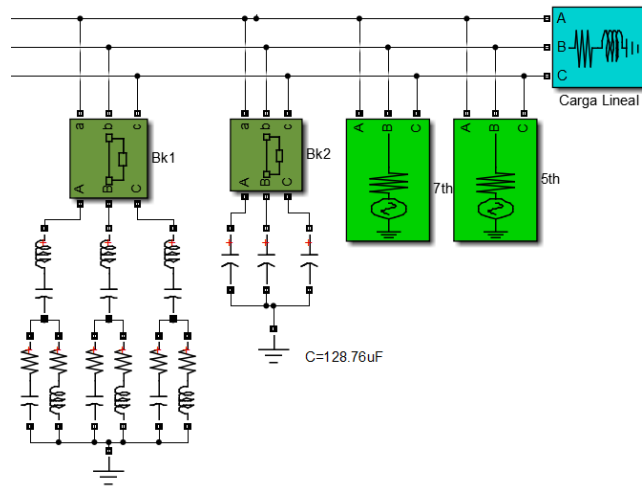 A
B
C
Carga Lineal
a b c
Bk1
A B C
a b c
Bk2
A B C
A B C
7th
A B C
5th
C=128.76uF